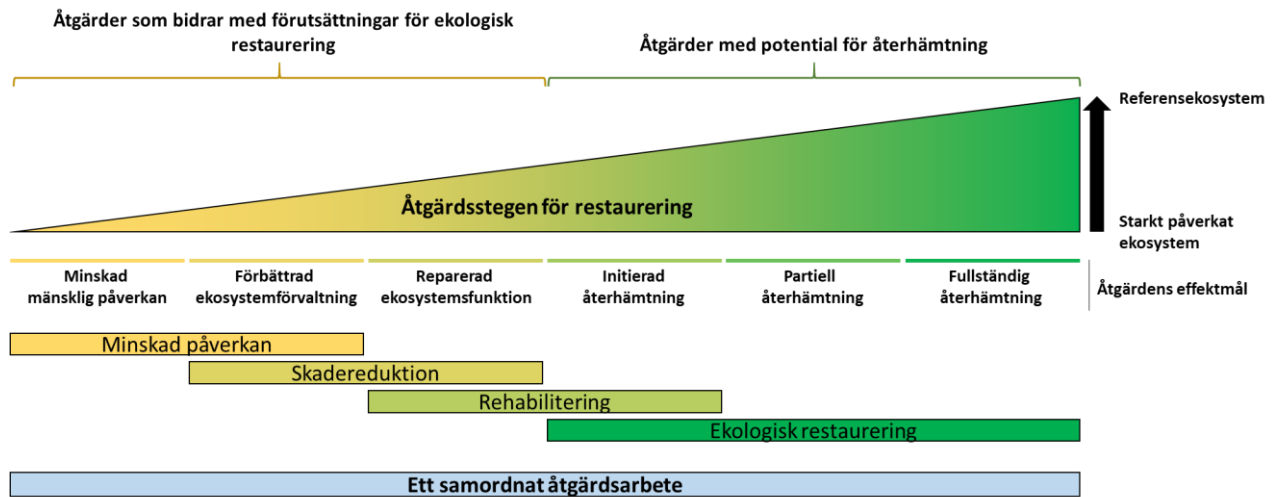 Åtgärder som bidrar med förutsättningar för ekologisk
restaurering
Åtgärder med potential för återhämtning
Referensekosystem
Åtgärdsstegen för restaurering
Starkt påverkat
ekosystem
Minskad
mänsklig påverkan
Förbättrad
ekosystemförvaltning
Reparerad
ekosystemsfunktion
Initierad
återhämtning
Partiell
återhämtning
Fullständig
återhämtning
Åtgärdens effektmål
Minskad påverkan
Skadereduktion
Rehabilitering
Ekologisk restaurering
Ett samordnat åtgärdsarbete